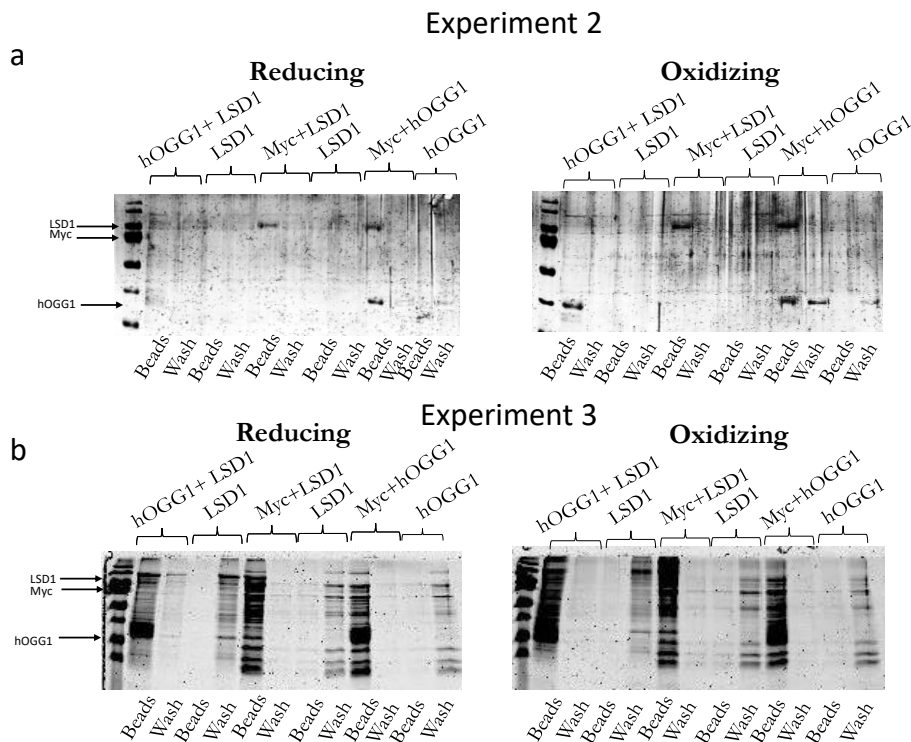 Experiment 2
a
Reducing
Oxidizing
hOGG1+ LSD1
LSD1
Myc+LSD1
LSD1
Myc+hOGG1
hOGG1
hOGG1+ LSD1
LSD1
Myc+LSD1
LSD1
Myc+hOGG1
hOGG1
LSD1
Myc
hOGG1
Beads
Wash
Beads
Wash
Beads
Wash
Beads
Wash
Beads
Wash
Beads
Wash
Beads
Wash
Beads
Wash
Beads
Wash
Beads
Wash
Beads
Wash
Beads
Wash
Experiment 3
b
Reducing
Oxidizing
hOGG1+ LSD1
LSD1
Myc+LSD1
LSD1
Myc+hOGG1
hOGG1
hOGG1+ LSD1
LSD1
Myc+LSD1
LSD1
Myc+hOGG1
hOGG1
LSD1
Myc
hOGG1
Beads
Wash
Beads
Wash
Beads
Wash
Beads
Wash
Beads
Wash
Beads
Wash
Beads
Wash
Beads
Wash
Beads
Wash
Beads
Wash
Beads
Wash
Beads
Wash